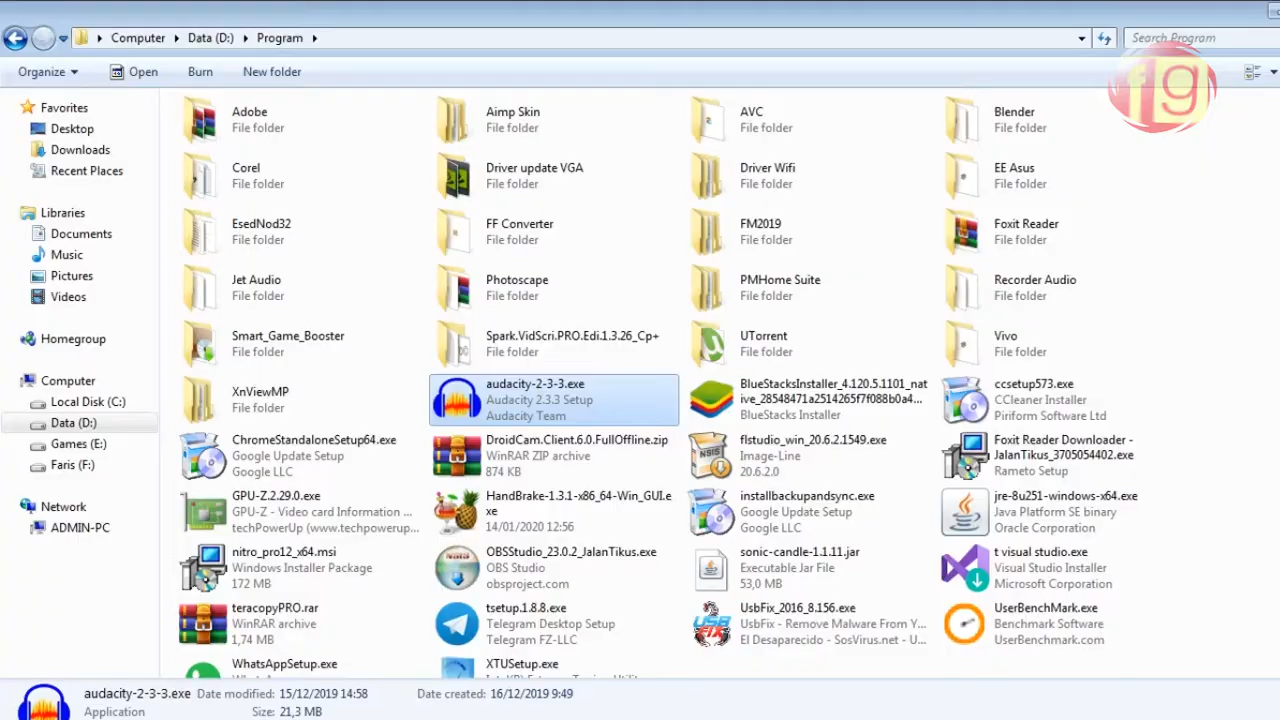 Computer Data (D:) Program
Search Program
Organize Open Burn New folder
fg
Favorites
Desktop
Downloads
Recent Places
Libraries
Documents
Music
Pictures
Videos
Homegroup
Computer
Local Disk (C:)
Data (D:)
Games (E:)
Faris (F:)
Network
ADMIN-PC
Adobe
File folder
Aimp Skin
File folder
AVC
File folder
Blender
File folder
Corel
File folder
Driver update VGA
File folder
Driver Wifi
File folder
EE Asus
File folder
EsedNod32
File folder
FF Converter
File folder
FM2019
File folder
Foxit Reader
File folder
Jet Audio
File folder
Photoscape
File folder
PMHome Suite
File folder
Recorder Audio
File folder
Smart_Game_Booster
File folder
Spark.VidScri.PRO.Edi.1.3.26_Cp+
File folder
UTorrent
File folder
Vivo
File folder
XnViewMP
File folder
audacity-2-3-3.exe
Audacity 2.3.3 Setup
Audacity Team
BlueStacksInstaller_4.120.5.1101_nat
ive_28548471a2514265f7f088b0a4...
BlueStacks Installer
ccsetup573.exe
CCleaner Installer
Piriform Software Ltd
ChromeStandaloneSetup64.exe
Google Update Setup
Google LLC
DroidCam.Client.6.0.FullOffline.zip
WinRAR ZIP archive
874 KB
flstudio_win_20.6.2.1549.exe
Image-Line
20.6.2.0
Foxit Reader Downloader -
JalanTikus_3705054402.exe
Rameto Setup
GPU-Z.2.29.0.exe
GPU-Z - Video card Information ...
techPowerUp (www.techpowerup...
HandBrake-1.3.1-x86_64-Win_GUI.e
xe
14/01/2020 12:56
installbackupandsync.exe
Google Update Setup
Google LLC
jre-8u251-windows-x64.exe
Java Platform SE binary
Oracle Corporation
nitro_pro12_x64.msi
Windows Installer Package
172 MB
OBSStudio_23.0.2_JalanTikus.exe
OBS Studio
obsproject.com
sonic-candle-1.1.11.jar
Executable Jar File
53,0 MB
t visual studio.exe
Visual Studio Installer
Microsoft Corporation
teracopyPRO.rar
WinRAR archive
1,74 MB
tsetup.1.8.8.exe
Telegram Desktop Setup
Telegram FZ-LLC
UsbFix_2016_8.156.exe
UsbFix - Remove Malware From Y...
El Desaparecido - SosVirus.net - U...
UserBenchMark.exe
Benchmark Software
UserBenchmark.com
WhatsAppSetup.exe
XTUSetup.exe
audacity-2-3-3.exe Date modified: 15/12/2019 14:58 Date created: 16/12/2019 9:49
Application Size: 21,3 MB